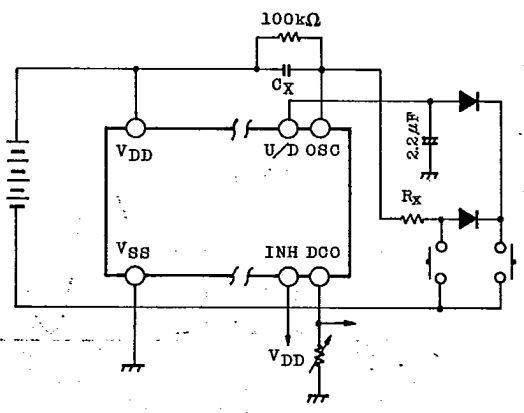 100kΩ
CX
VDD
U/D OSC
2.2μF
RX
VSS
INH DCO
VDD